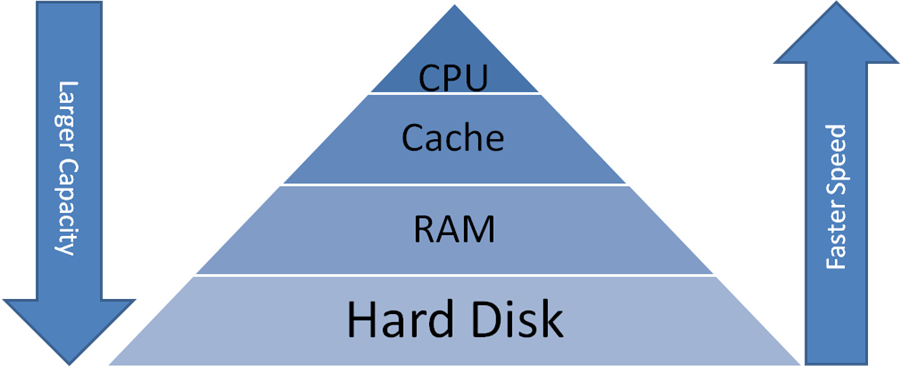 Larger Capacity
CPU
Cache
RAM
Hard Disk
Faster Speed